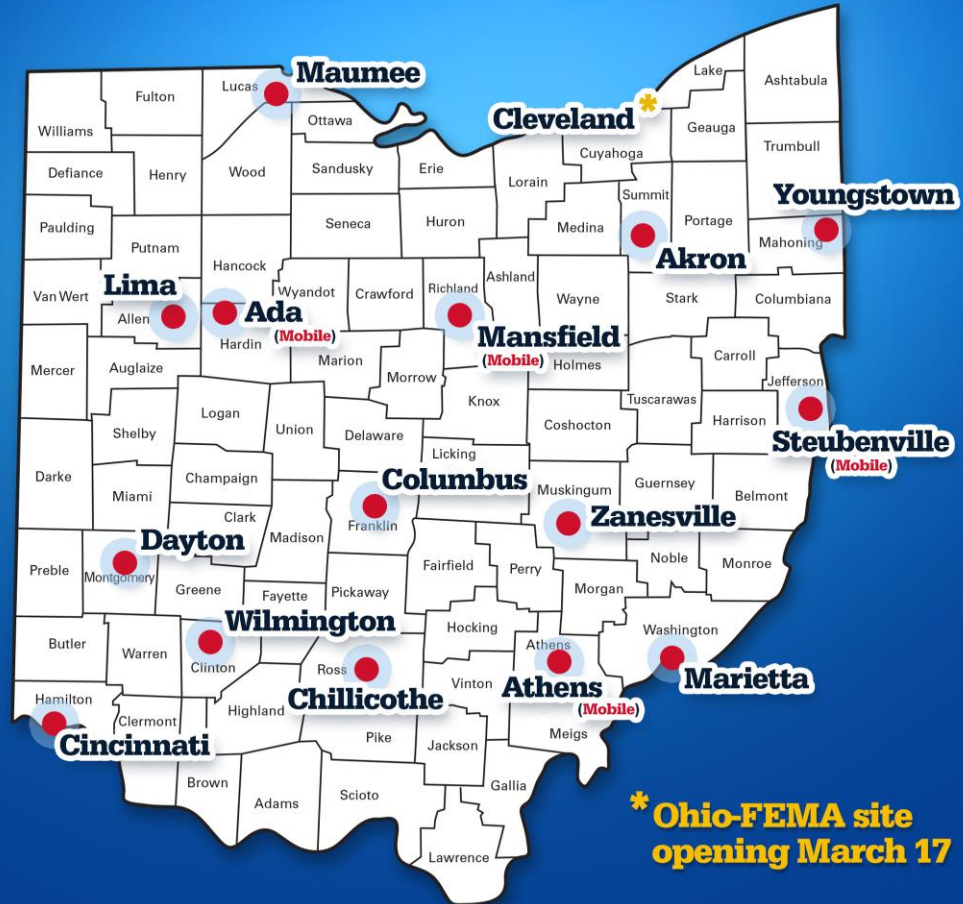 Maumee
Lucas
Fulton
Williams
Ottawa
Lake
Ashtabula
Cleveland *
Geauga
Cuyahoga
Trumbull
Defiance
Henry
Wood
Sandusky
Erie
Lorain
Summit
Youngstown
Paulding
Seneca
Huron
Medina
Portage
Mahoning
Akron
Putnam
Hancock
Van Wert
Lima
Allen
Ada
(Mobile)
Hardin
Wyandot
Crawford
Richland
Ashland
Mansfield
(Mobile)
Wayne
Stark
Columbiana
Mercer
Auglaize
Marion
Morrow
Holmes
Carroll
Jefferson
Knox
Tuscarawas
Logan
Union
Shelby
Delaware
Coshocton
Harrison
Steubenville
(Mobile)
Licking
Darke
Champaign
Columbus
Franklin
Muskingum
Guernsey
Belmont
Miami
Clark
Madison
Zanesville
Dayton
Montgomery
Preble
Greene
Fayette
Pickaway
Fairfield
Perry
Noble
Monroe
Morgan
Wilmington
Clinton
Butler
Warren
Hocking
Athens
Washington
Ross
Chillicothe
Vinton
Athens
(Mobile)
Marietta
Hamilton
Cincinnati
Clermont
Highland
Pike
Jackson
Meigs
Brown
Adams
Scioto
Gallia
Lawrence
* Ohio-FEMA site
opening March 17